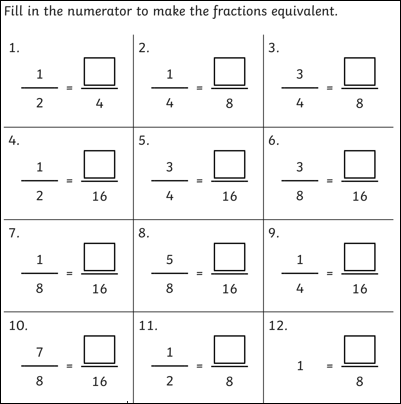 Fill in the numerator to make the fractions equivalent.
1. 2. 3.
1 1 3
= = =
2 4 4 8 4 8
4. 5. 6.
1 3 3
= = =
2 16 4 16 8 16
7. 8. 9.
1 5 1
= = =
8 16 8 16 4 16
10. 11. 12.
7 1
= = 1 =
8 16 2 8 8